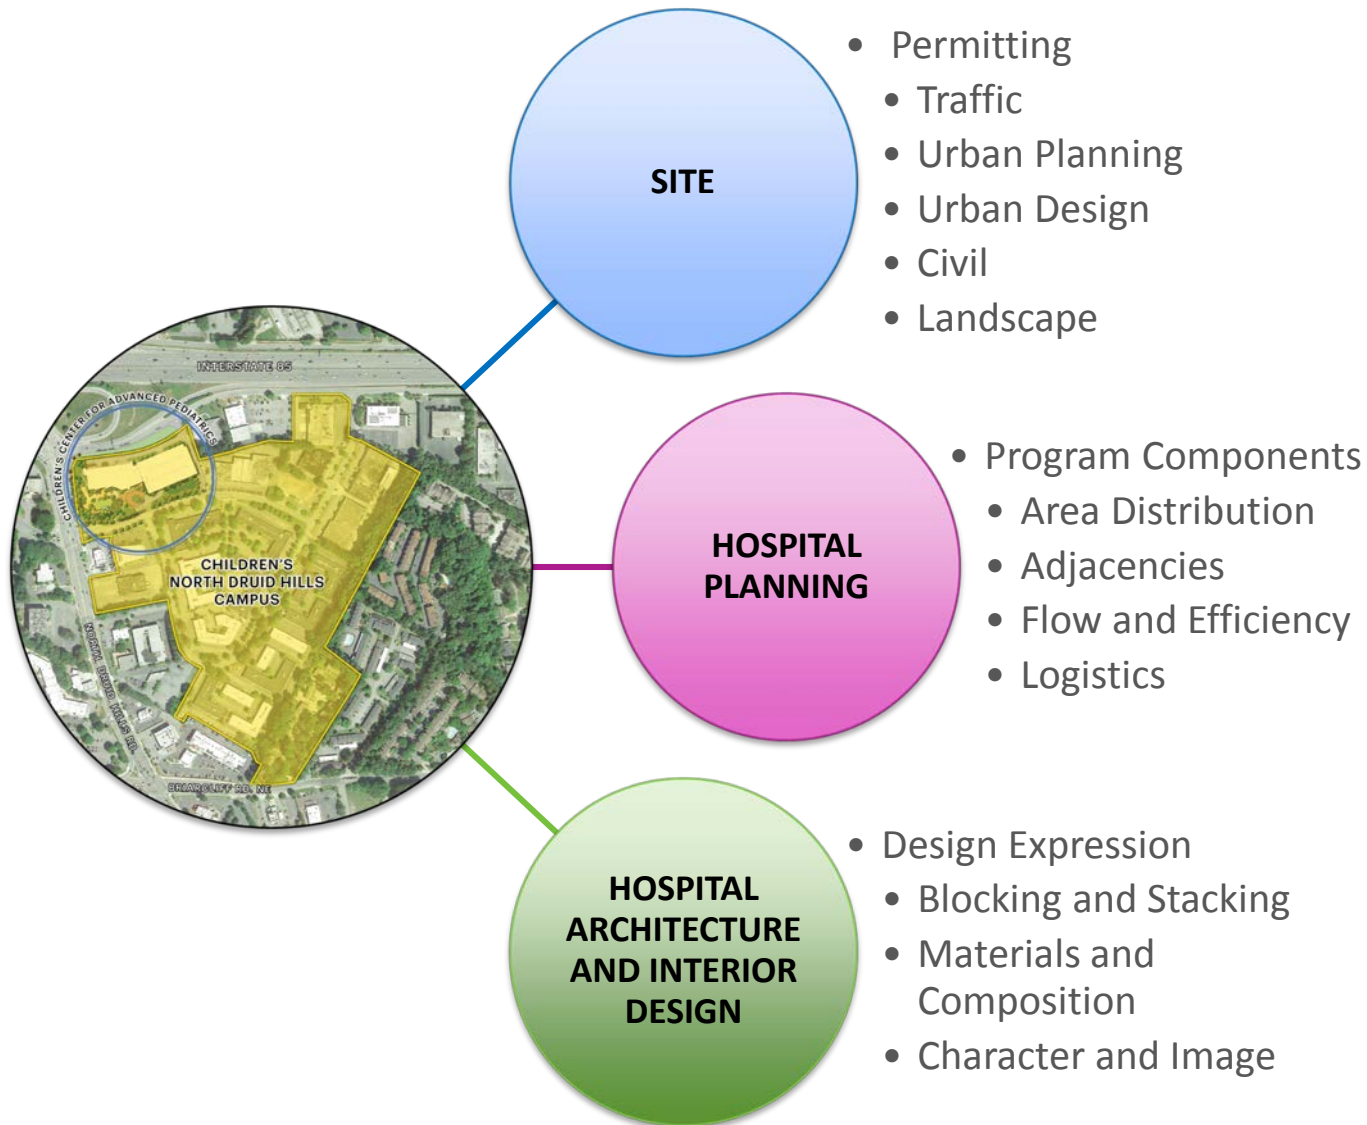 SITE
• Permitting
• Traffic
• Urban Planning
• Urban Design
• Civil
• Landscape
INTERSTATE 85
CHILDREN'S CENTER FOR ADVANCED PEDIATRICS
CHILDREN'S
NORTH DRUID HILLS
CAMPUS
NORTH DRUID HILLS RD.
BRIARCLIFF RD. NE
HOSPITAL
PLANNING
• Program Components
• Area Distribution
• Adjacencies
• Flow and Efficiency
• Logistics
HOSPITAL
ARCHITECTURE
AND INTERIOR
DESIGN
• Design Expression
• Blocking and Stacking
• Materials and
Composition
• Character and Image